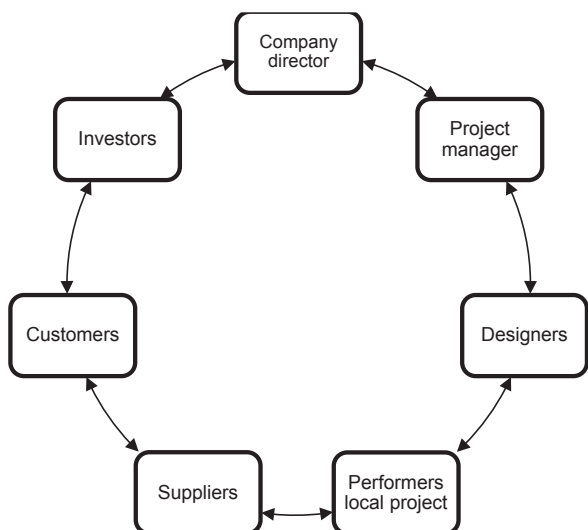 Company
director
Investors
Project
manager
Customers
Designers
Suppliers
Performers
local project